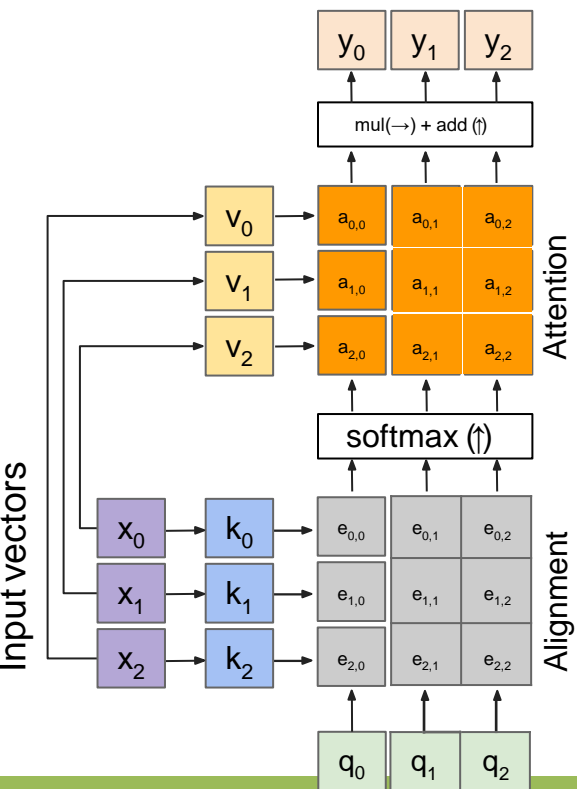 y0 y1 y2
mul(→) + add (↑)
v0 a0,0 a0,1 a0,2
v1 a1,0 a1,1 a1,2
v2 a2,0 a2,1 a2,2
Attention
softmax (↑)
Input vectors
x0 k0 e0,0 e0,1 e0,2
x1 k1 e1,0 e1,1 e1,2
x2 k2 e2,0 e2,1 e2,2
Alignment
q0 q1 q2